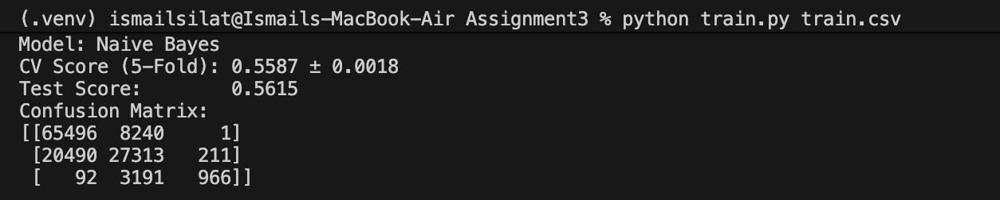 (.venv) ismailsilat@Ismails-MacBook-Air Assignment3 % python train.py train.csv
Model: Naive Bayes
CV Score (5-Fold): 0.5587 ± 0.0018
Test Score:        0.5615
Confusion Matrix:
[[65496  8240     1]
 [20490 27313   211]
 [   92  3191   966]]